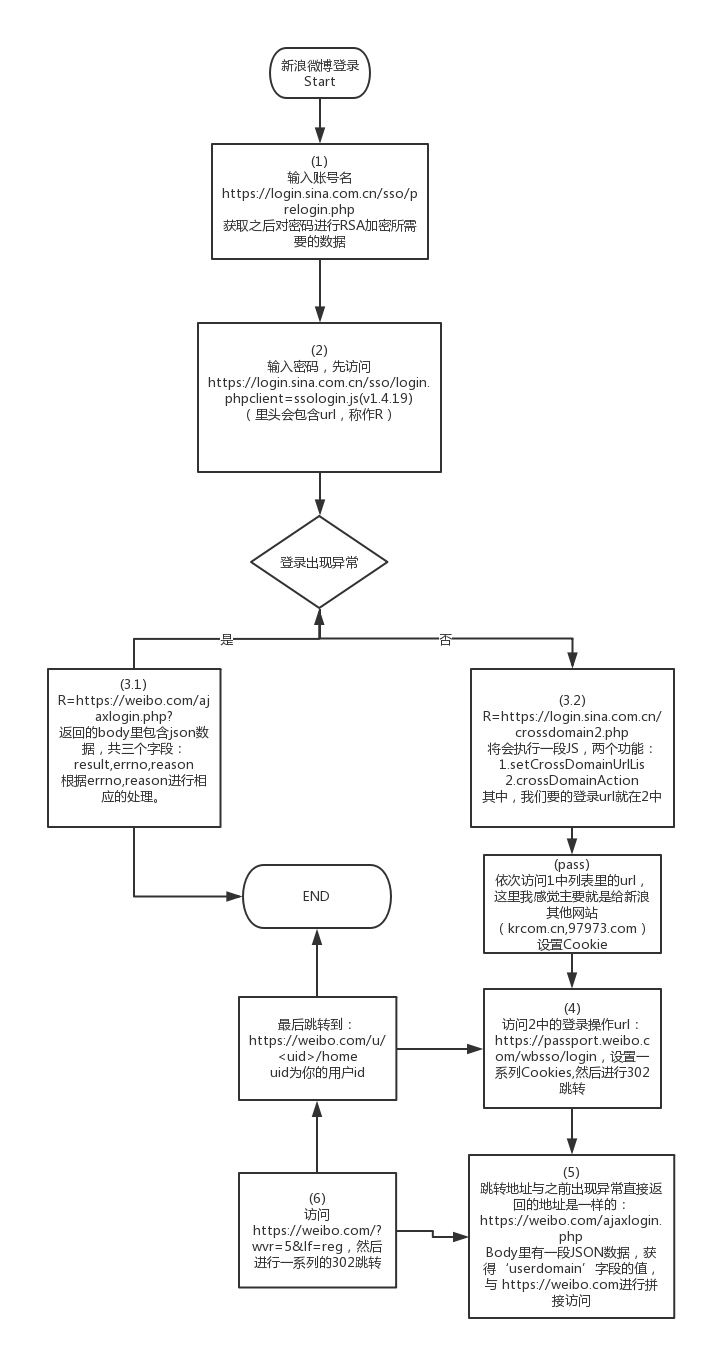 新浪微博登录
Start
(1)
输入账号名
https://login.sina.com.cn/sso/p
relogin.php
获取之后对密码进行RSA加密所需
要的数据
(2)
输入密码，先访问
https://login.sina.com.cn/sso/login.
phpclient=ssologin.js(v1.4.19)
（里头会包含url，称作R）
登录出现异常
是
否
(3.1)
R=https://weibo.com/aj
axlogin.php?
返回的body里包含json数
据，共三个字段：
result,errno,reason
根据errno,reason进行相
应的处理。
(3.2)
R=https://login.sina.com.cn/
crossdomain2.php
将会执行一段JS，两个功能：
1.setCrossDomainUrlLis
2.crossDomainAction
其中，我们要的登录url就在2中
(pass)
依次访问1中列表里的url，
这里我感觉主要就是给新浪
其他网站
（krcom.cn,97973.com）
设置Cookie
END
最后跳转到：
https://weibo.com/u/
<uid>/home
uid为你的用户id
(4)
访问2中的登录操作url：
https://passport.weibo.c
om/wbsso/login，设置一
系列Cookies,然后进行302
跳转
(6)
访问
https://weibo.com/?
wvr=5&lf=reg，然后
进行一系列的302跳转
(5)
跳转地址与之前出现异常直接返
回的地址是一样的：
https://weibo.com/ajaxlogin.
php
Body里有一段JSON数据，获
得‘userdomain’字段的值，
与 https://weibo.com进行拼
接访问